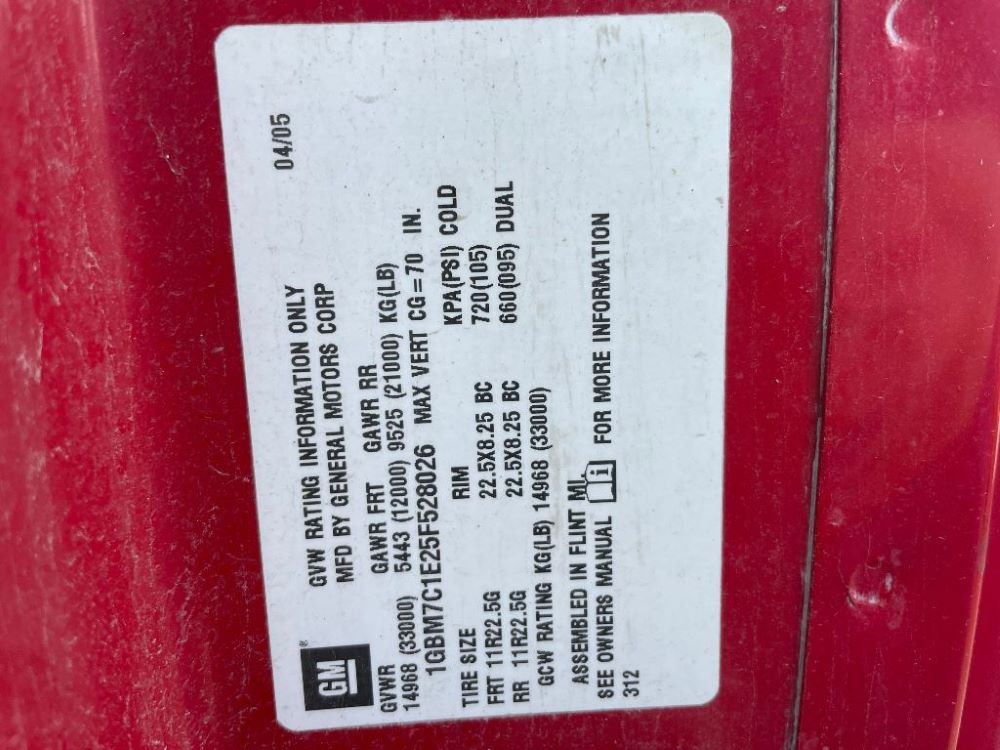 04/05
GM®
GVW RATING INFORMATION ONLY
MFD BY GENERAL MOTORS CORP
GVWR GAWR FRT GAWR RR
14968 (33000) 5443 (12000) 9525 (21000) KG(LB)
1GBM7C1E25F528026 MAX VERT CG=70 IN.
TIRE SIZE RIM KPA(PSI) COLD
FRT 11R22.5G 22.5X8.25 BC 720(105)
RR 11R22.5G 22.5X8.25 BC 660(095) DUAL
GCW RATING KG(LB) 14968 (33000)
ASSEMBLED IN FLINT MI
SEE OWNERS MANUAL i FOR MORE INFORMATION
312